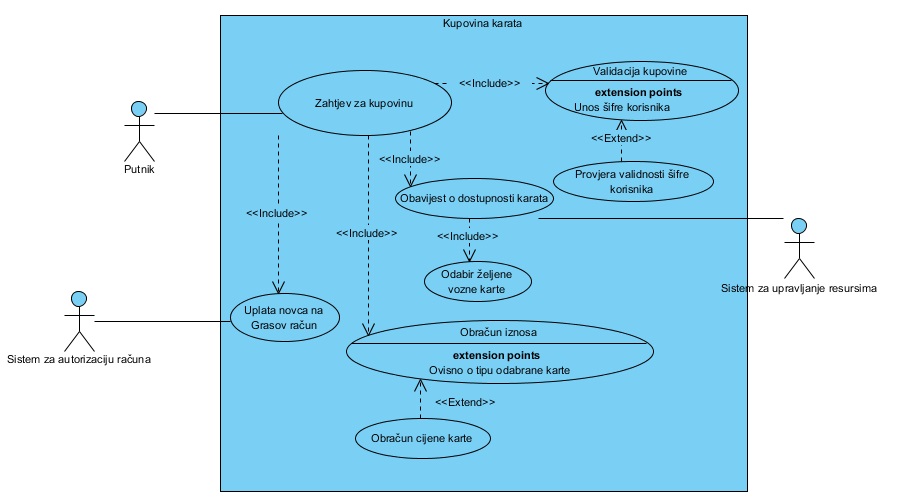 Kupovina karata
Validacija kupovine
<<Include>>
extension points
Zahtjev za kupovinu
Unos šifre korisnika
<<Extend>>
<<Include>>
Putnik
Provjera validnosti šifre
korisnika
Obavijest o dostupnosti karata
<<Include>>
<<Include>>
<<Include>>
Odabir željene
vozne karte
Sistem za upravljanje resursima
Uplata novca na
Grasov račun
Obračun iznosa
extension points
Sistem za autorizaciju računa
Ovisno o tipu odabrane karte
<<Extend>>
Obračun cijene karte